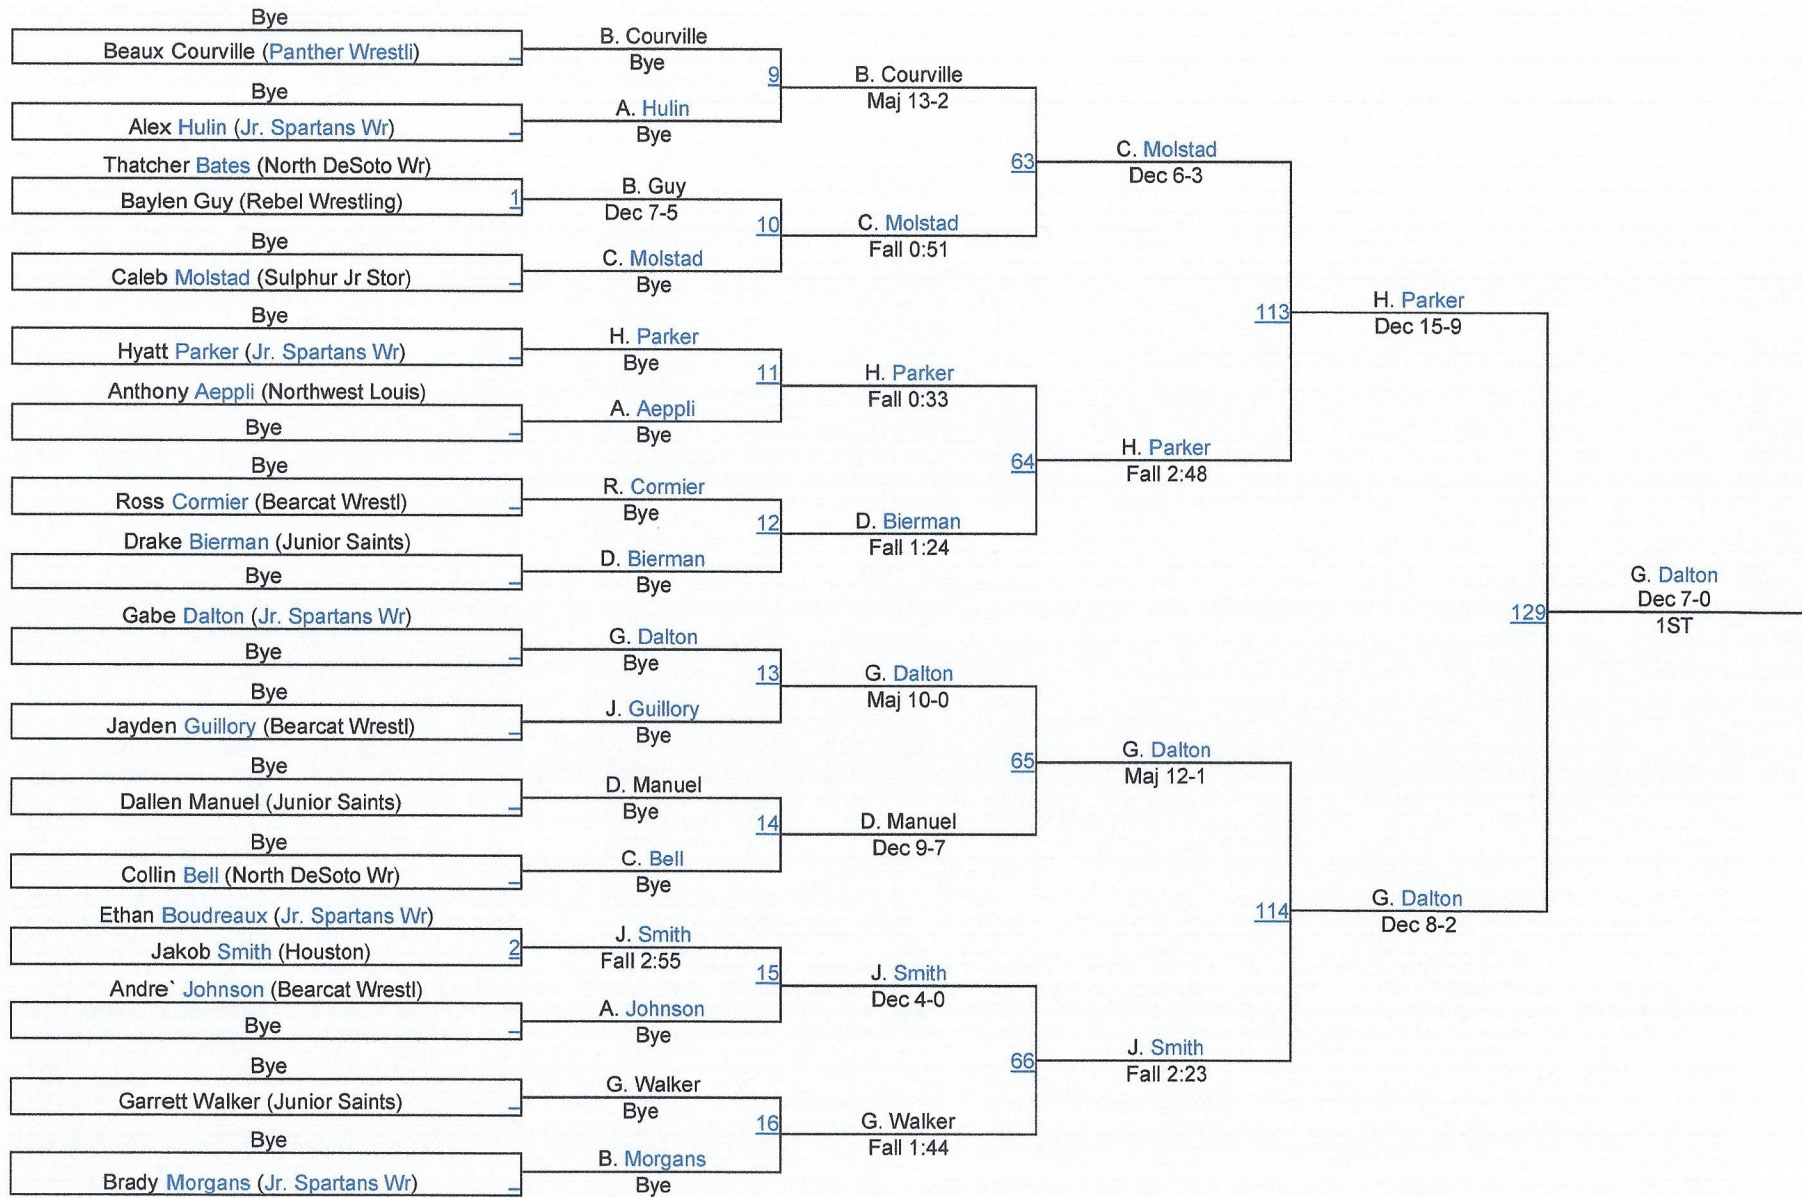 Bye
Beaux Courville (Panther Wrestli)
Bye
Alex Hulin (Jr. Spartans Wr)
Thatcher Bates (North DeSoto Wr)
Baylen Guy (Rebel Wrestling)
1
Bye
Caleb Molstad (Sulphur Jr Stor)
Bye
Hyatt Parker (Jr. Spartans Wr)
Anthony Aeppli (Northwest Louis)
Bye
Bye
Ross Cormier (Bearcat Wrestl)
Drake Bierman (Junior Saints)
Bye
Gabe Dalton (Jr. Spartans Wr)
Bye
Bye
Jayden Guillory (Bearcat Wrestl)
Bye
Dallen Manuel (Junior Saints)
Bye
Collin Bell (North DeSoto Wr)
Ethan Boudreaux (Jr. Spartans Wr)
Jakob Smith (Houston)
2
Andre` Johnson (Bearcat Wrestl)
Bye
Bye
Garrett Walker (Junior Saints)
Bye
Brady Morgans (Jr. Spartans Wr)
B. Courville
Bye
9
A. Hulin
Bye
B. Guy
Dec 7-5
10
C. Molstad
Bye
H. Parker
Bye
11
A. Aeppli
Bye
R. Cormier
Bye
12
D. Bierman
Bye
G. Dalton
Bye
13
J. Guillory
Bye
D. Manuel
Bye
14
C. Bell
Bye
J. Smith
Fall 2:55
15
A. Johnson
Bye
G. Walker
Bye
16
B. Morgans
Bye
B. Courville
Maj 13-2
63
C. Molstad
Fall 0:51
H. Parker
Fall 0:33
64
D. Bierman
Fall 1:24
G. Dalton
Maj 10-0
65
D. Manuel
Dec 9-7
J. Smith
Dec 4-0
66
G. Walker
Fall 1:44
C. Molstad
Dec 6-3
113
H. Parker
Fall 2:48
G. Dalton
Maj 12-1
114
J. Smith
Fall 2:23
H. Parker
Dec 15-9
129
G. Dalton
Dec 8-2
G. Dalton
Dec 7-0
1ST